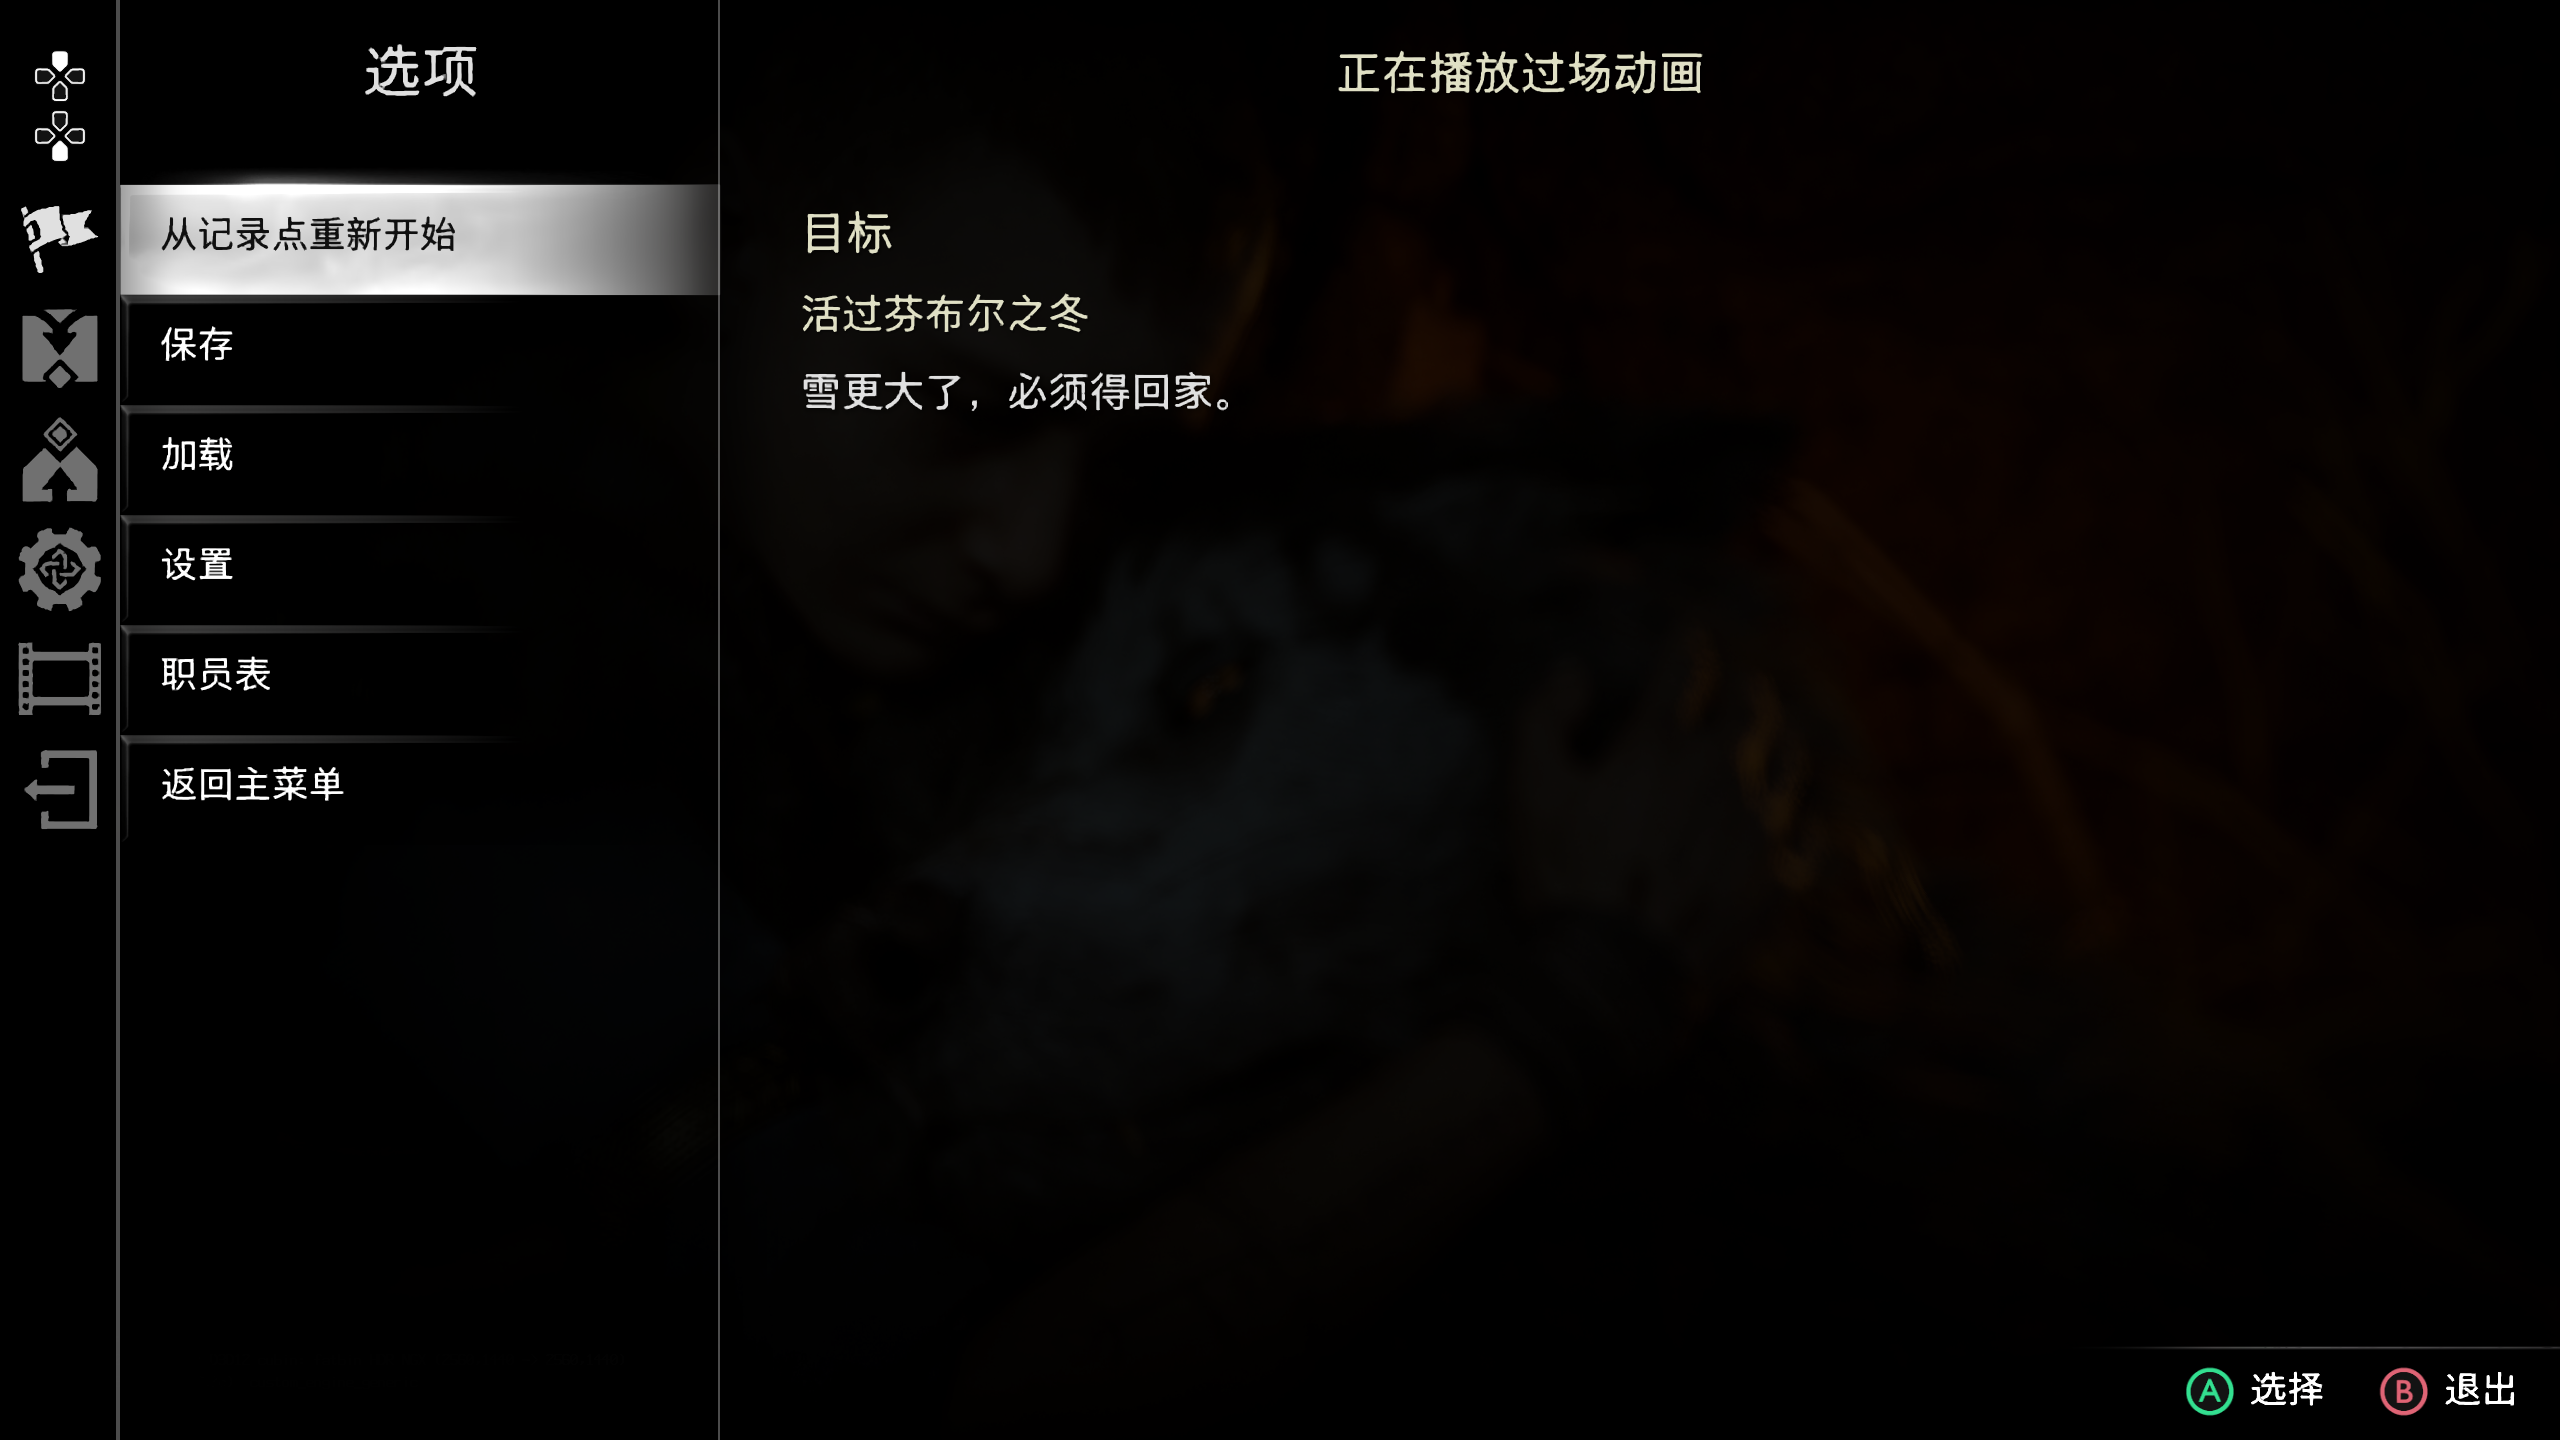 选项
正在播放过场动画
从记录点重新开始
保存
加载
设置
职员表
返回主菜单
目标
活过芬布尔之冬
雪更大了，必须得回家。
A 选择
B 退出